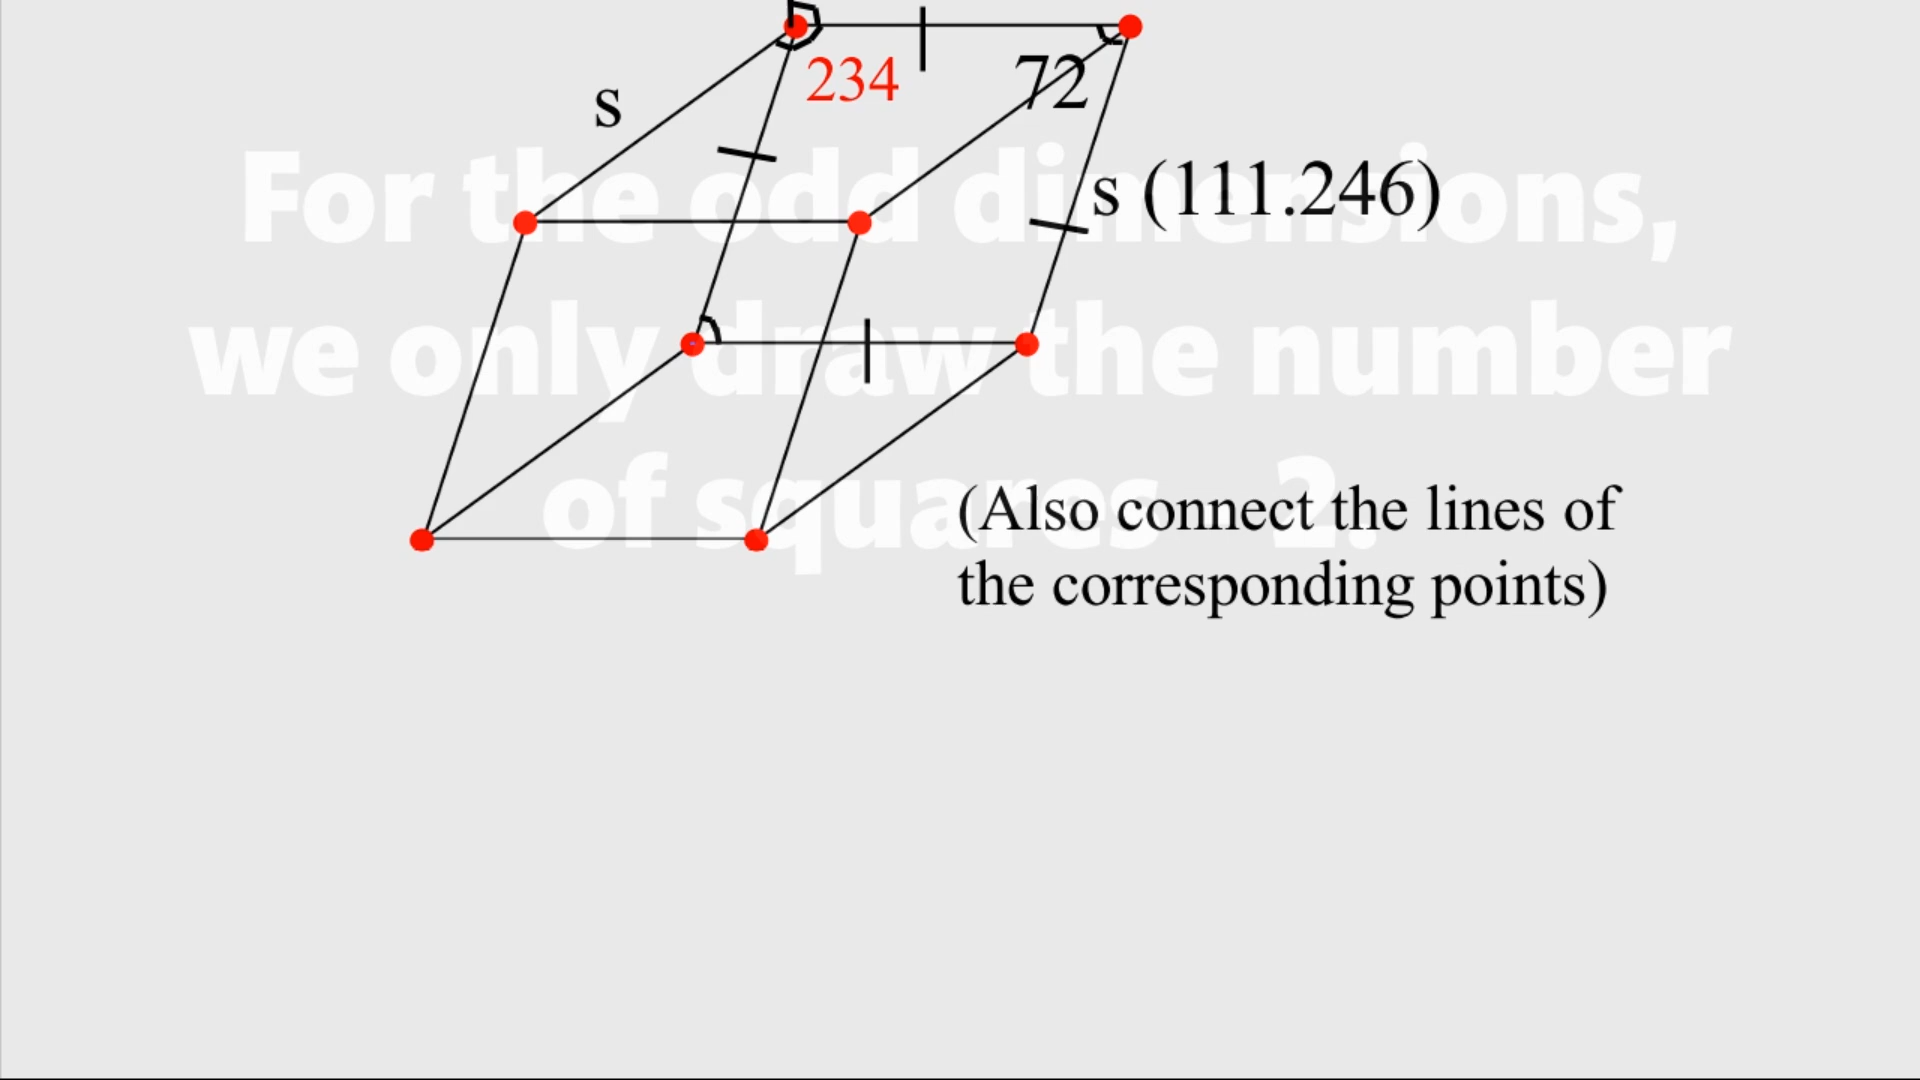 234
72
s
s (111.246)
For the odd dimensions,
we only draw the number
of squares 2.
(Also connect the lines of
the corresponding points)